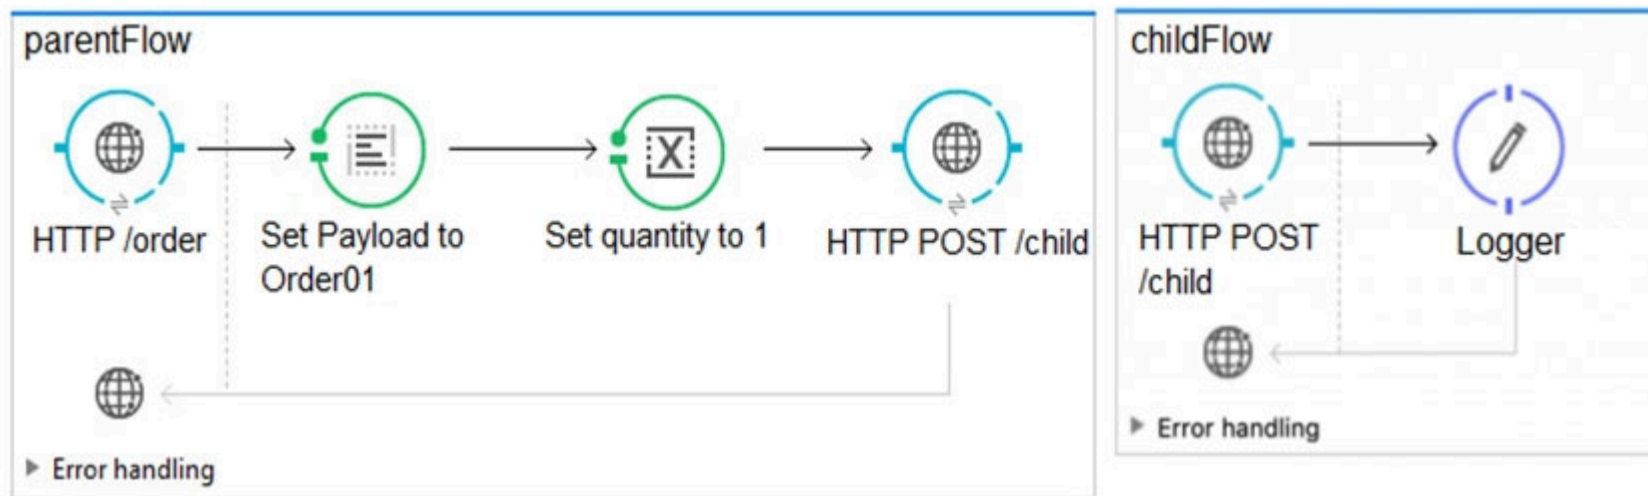 parentFlow
HTTP /order
Set Payload to
Order01
Set quantity to 1
HTTP POST /child
Error handling
childFlow
HTTP POST
/child
Logger
Error handling